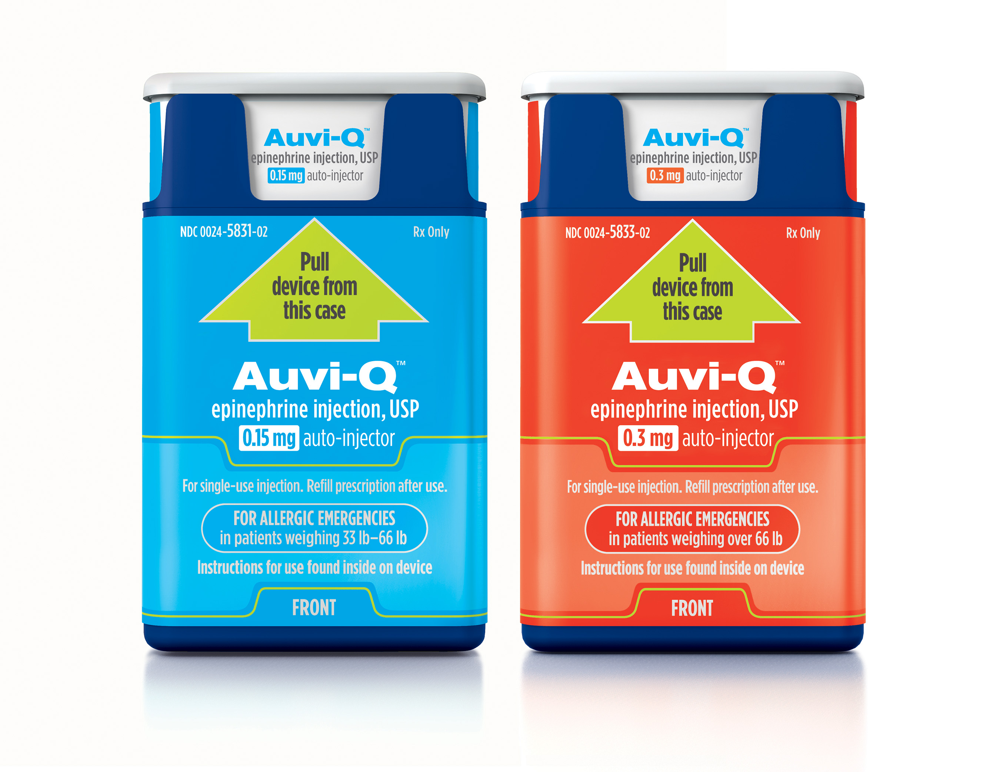 Auvi-Q™
epinephrine injection, USP
0.15 mg auto-injector
NDC 0024-5831-02
Rx Only
Pull
device from
this case
Auvi-Q™
epinephrine injection, USP
0.15 mg auto-injector
For single-use injection. Refill prescription after use.
FOR ALLERGIC EMERGENCIES
in patients weighing 33 lb–66 lb
Instructions for use found inside on device
FRONT
Auvi-Q™
epinephrine injection, USP
0.3 mg auto-injector
NDC 0024-5833-02
Rx Only
Pull
device from
this case
Auvi-Q™
epinephrine injection, USP
0.3 mg auto-injector
For single-use injection. Refill prescription after use.
FOR ALLERGIC EMERGENCIES
in patients weighing over 66 lb
Instructions for use found inside on device
FRONT